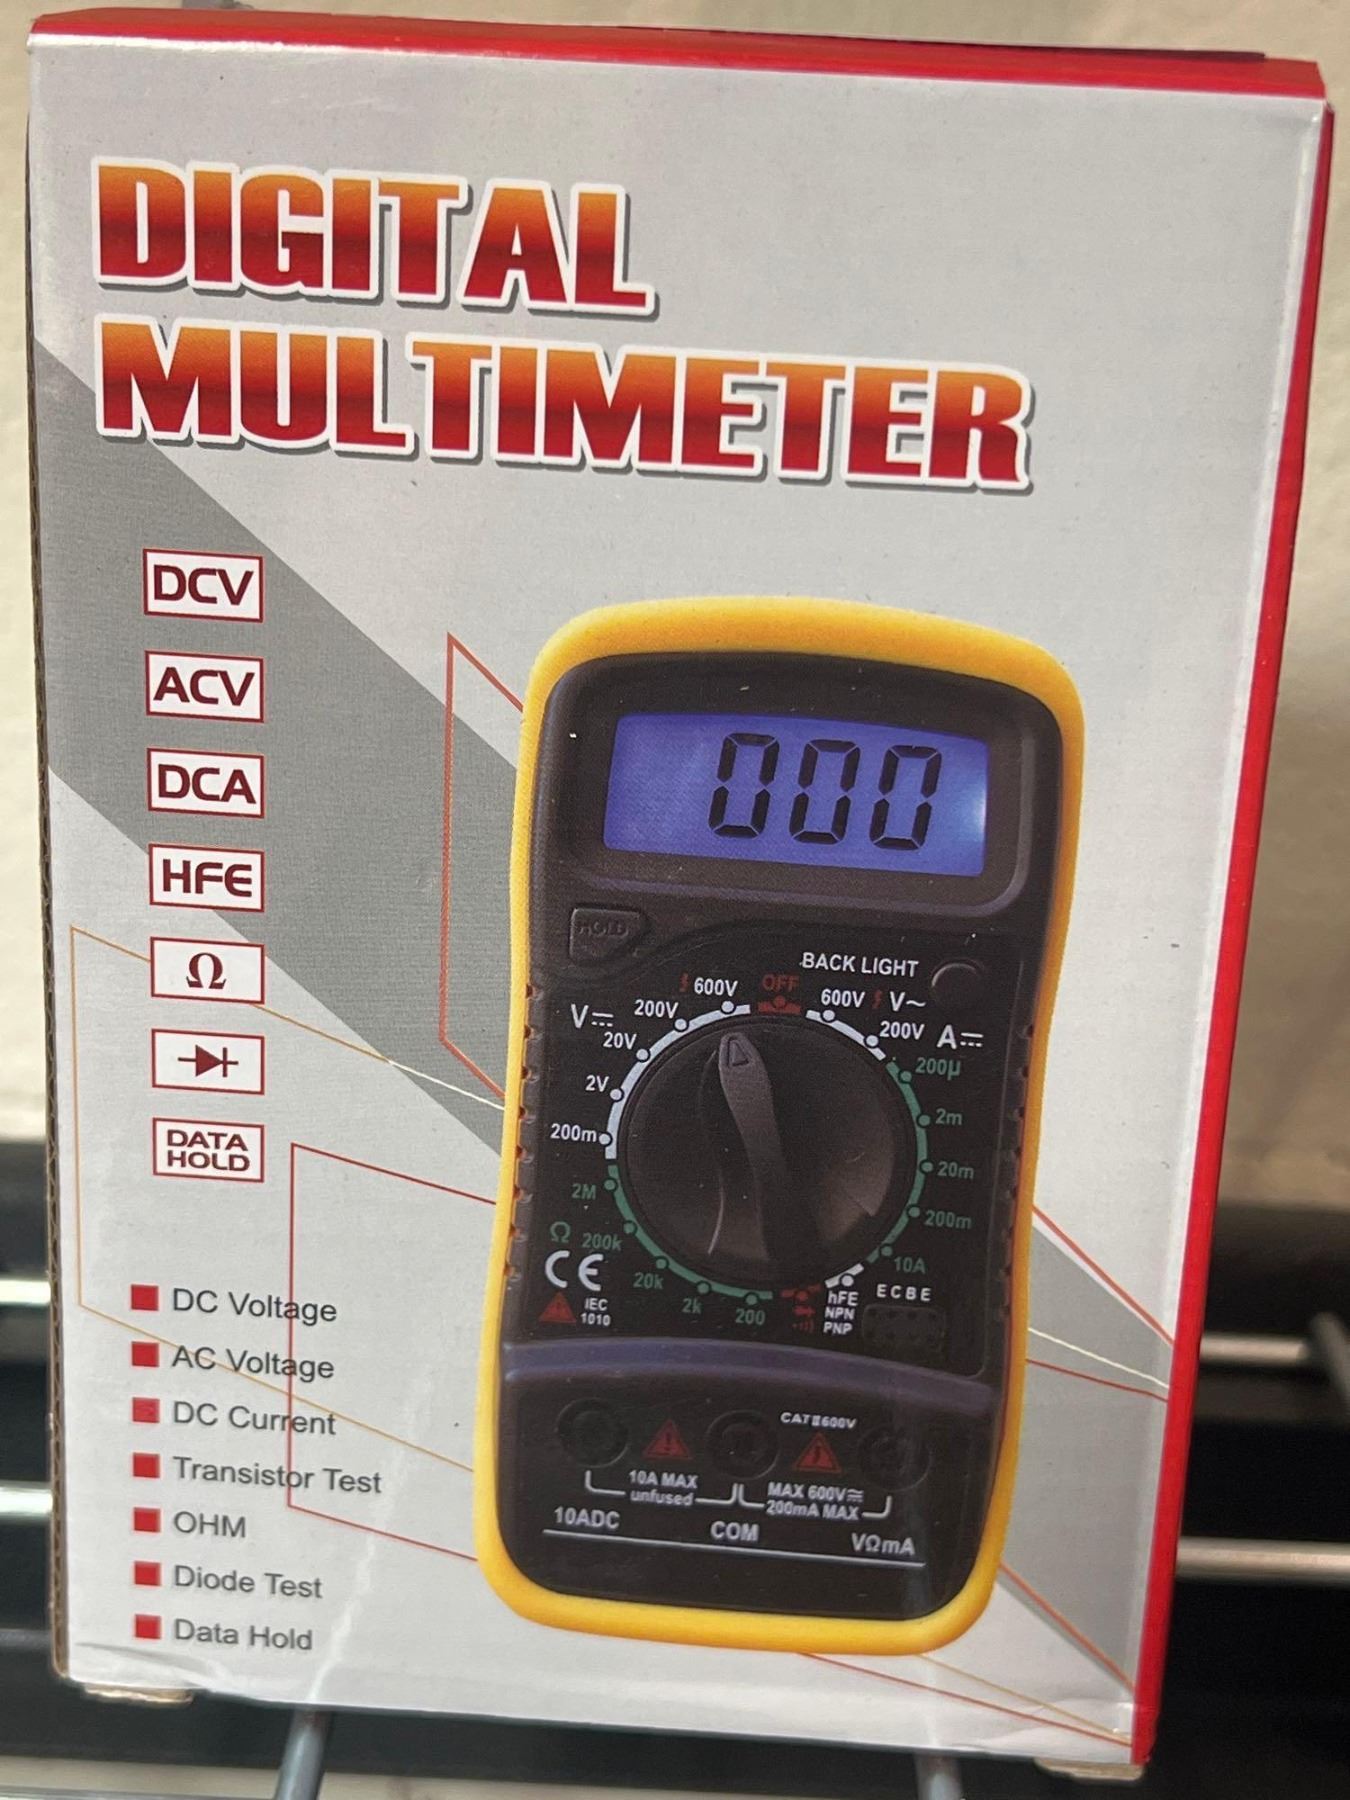 DIGITAL
MULTIMETER
DCV
ACV
DCA
HFE
Ω
DATA
HOLD
DC Voltage
AC Voltage
DC Current
Transistor Test
OHM
Diode Test
Data Hold
000
HOLD
BACK LIGHT
OFF
600V
200V
V⎓
20V
2V
200m
2M
Ω 200k
20k
2k
200
600V V~
200V A⎓
200µ
2m
20m
200m
10A
hFE
NPN
PNP
E C B E
CE
IEC
1010
CAT II 600V
10A MAX
unfused
MAX 600V≂
200mA MAX
10ADC
COM
VΩmA